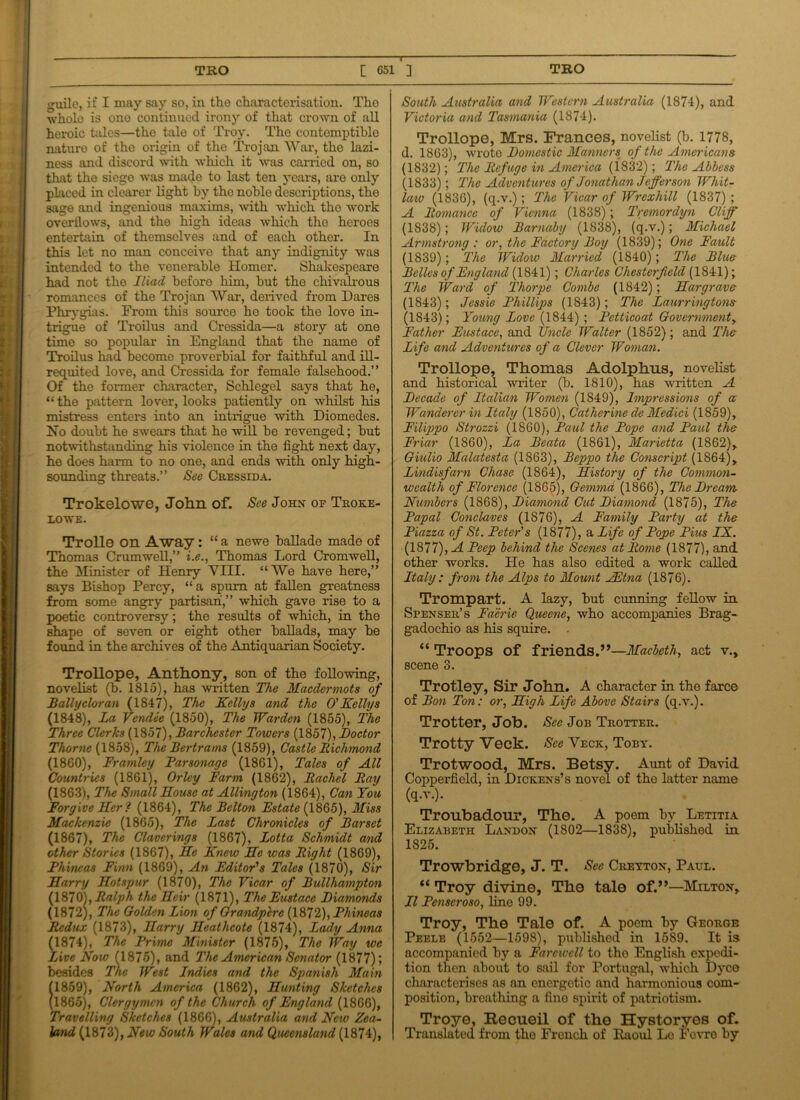 TRO [ 651 ] TRO
guile, if I may say so, in the characterisation. The
whole is one continued irony of that crown of all
heroic tales—the tale of Troy. The contemptible
nature of the origin of the Trojan War, the lazi-
ness and discord with which it was carried on, so
that the siege was made to last ten years, are only
placed in clearer light by the noble descriptions, the
sage and ingenious maxims, with which the work
overflows, and the high ideas which the heroes
entertain of themselves and of each other. In
this let no man conceive that any indignity was
intended to the venerable Homer. Shakespeare
had not the Iliad before him, but the chivalrous
romances of the Trojan War, derived from Dares
Phrygias. From this source he took the love in-
trigue of Troilus and Cressida—a story at one
time so popular in England that the name of
Troilus had become proverbial for faithful and ill-
requited love, and Cressida for female falsehood.”
Of the former character, Schlegel says that he,
“the pattern lover, looks patiently on whilst his
mistress enters into an intrigue with Diomedes.
No doubt he swears that he will be revenged; but
notwithstanding his violence in the fight next day,
he does harm to no one, and ends with only high-
sounding threats.” See CRESSIDA.
Trokelowe, John of. See JOHN OF TROKE-
LOWE.
Trolle on Away: “a newe ballade made of
Thomas Crumwell,” i.e., Thomas Lord Cromwell,
the Minister of Henry VIII. “We have here,”
says Bishop Percy, “a spurn at fallen greatness
from some angry partisan,” which gave rise to a
poetic controversy; the results of which, in the
shape of seven or eight other ballads, may be
found in the archives of the Antiquarian Society.
Trollope, Anthony, son of the following,
novelist (b. 1815), has written The Macdermots of
Ballycloran (1847), The Kellys and the O'Kellys
(1848), La Vendée (1850), The Warden (1855), The
Three Clerks (1857), Barchester Towers (1857), Doctor
Thorne (1858), The Bertrams (1859), Castle Richmond
(1860), Framley Parsonage (1861), Tales of All
Countries (1861), Orley Farm (1862), Rachel Ray
(1863), The Small House at Allington (1864), Can You
Forgive Her? (1864), The Belton Estate (1865), Miss
Mackenzie (1865), The Last Chronicles of Barset
(1867), The Claverings (1867), Lotta Schmidt and
other Stories (1867), He Knew He was Right (1869),
Phineas Finn (1869), An Editor's Tales (1870), Sir
Harry Hotspur (1870), The Vicar of Bullhampton
(1870), Ralph the Heir (1871), The Eustace Diamonds
(1872), The Golden Lion of Grandpère (1872), Phineas
Redux (1873), Harry Heathcote (1874), Lady Anna
(1874), The Prime Minister (1875), The Way we
Live Now (1875), and The American Senator (1877);
besides The West Indies and the Spanish Main
(1859), North America (1862), Hunting Sketches
(1865), Clergymen of the Church of England (1866),
Travelling Sketches (1866), Australia and New Zea-
land (1873), New South Wales and Queensland (1874),
South Australia and Western Australia (1874), and
Victoria and Tasmania (1874).
Trollope, Mrs. Frances, novelist (b. 1778,
d. 1863), wrote Domestic Manners of the Americans
(1832); The Refuge in America (1832); The Abbess
(1833); The Adventures of Jonathan Jefferson Whit-
law (1836), (q.v.); The Vicar of Wrexhill (1837);
A Romance of Vienna (1838); Tremordyn Cliff
(1838); Widow Barnaby (1838), (q.v.); Michael
Armstrong: or, the Factory Boy (1839); One Fault
(1839); The Widow Married (1840); The Blue
Belles of England (1841); Charles Chesterfield (1841);
The Ward of Thorpe Combe (1842); Hargrave
(1843); Jessie Phillips (1843); The Laurringtons
(1843); Young Love (1844); Petticoat Government,
Father Eustace, and Uncle Walter (1852); and The
Life and Adventures of a Clever Woman.
Trollope, Thomas Adolphus, novelist
and historical writer (b. 1810), has written A
Decade of Italian Women (1849), Impressions of a
Wanderer in Italy (1850), Catherine de Medici (1859),
Filippo Strozzi (1860), Paul the Pope and Paul the
Friar (1860), La Beata (1861), Marietta (1862),
Giulio Malatesta (1863), Beppo the Conscript (1864),
Lindisfarn Chase (1864), History of the Common-
wealth of Florence (1865), Gemma (1866), The Dream
Numbers (1868), Diamond Cut Diamond (1875), The
Papal Conclaves (1876), A Family Party at the
Piazza of St. Peter's (1877), a Life of Pope Pius IX.
(1877), A Peep behind the Scenes at Rome (1877), and
other works. He has also edited a work called
Italy: from the Alps to Mount Ætna (1876).
Trompart. A lazy, but cunning fellow in
SPENSER'S Faërie Queene, who accompanies Brag-
gadochio as his squire.
“Troops of friends.”—Macbeth, act v.,
scene 3.
Trotley, Sir John. A character in the farce
of Bon Ton: or, High Life Above Stairs (q.v.).
Trotter, Job. See JOB TROTTER.
Trotty Veck. See VECK, TOBY.
Trotwood, Mrs. Betsy. Aunt of David
Copperfield, in DICKENS'S novel of the latter name
(q.v.).
Troubadour, The. A poem by LETITIA
ELIZABETH LANDON (1802—1838), published in
1825.
Trowbridge, J. T. See CREYTON, PAUL.
“Troy divine, The tale of.”—MILTON,
Il Penseroso, line 99.
Troy, The Tale of. A poem by GEORGE
PEELE (1552—1598), published in 1589. It is
accompanied by a Farewell to the English expedi-
tion then about to sail for Portugal, which Dyce
characterises as an energetic and harmonious com-
position, breathing a fine spirit of patriotism.
Troye, Recueil of the Hystoryes of.
Translated from the French of Raoul Le Fevre by